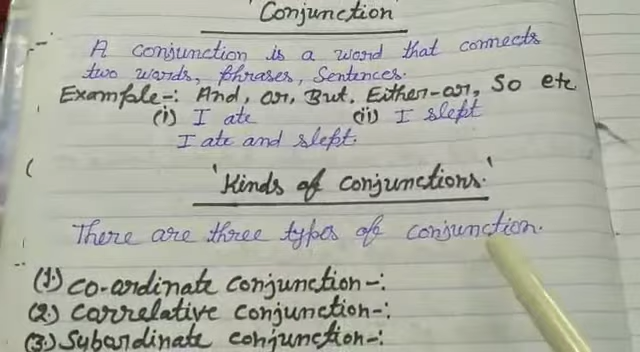 'Conjunction
A conjunction is a word that connects
two words, phrases, Sentences.
Example-: And, or, But, Either-or, So etc
(i) I ate (ii) I slept
I ate and slept.
'Kinds of Conjunctions.'
There are three types of conjunction.
(1.) Co-ordinate Conjunction-:
(2.) Correlative Conjunction-:
(3.) Subordinate Conjunction-: